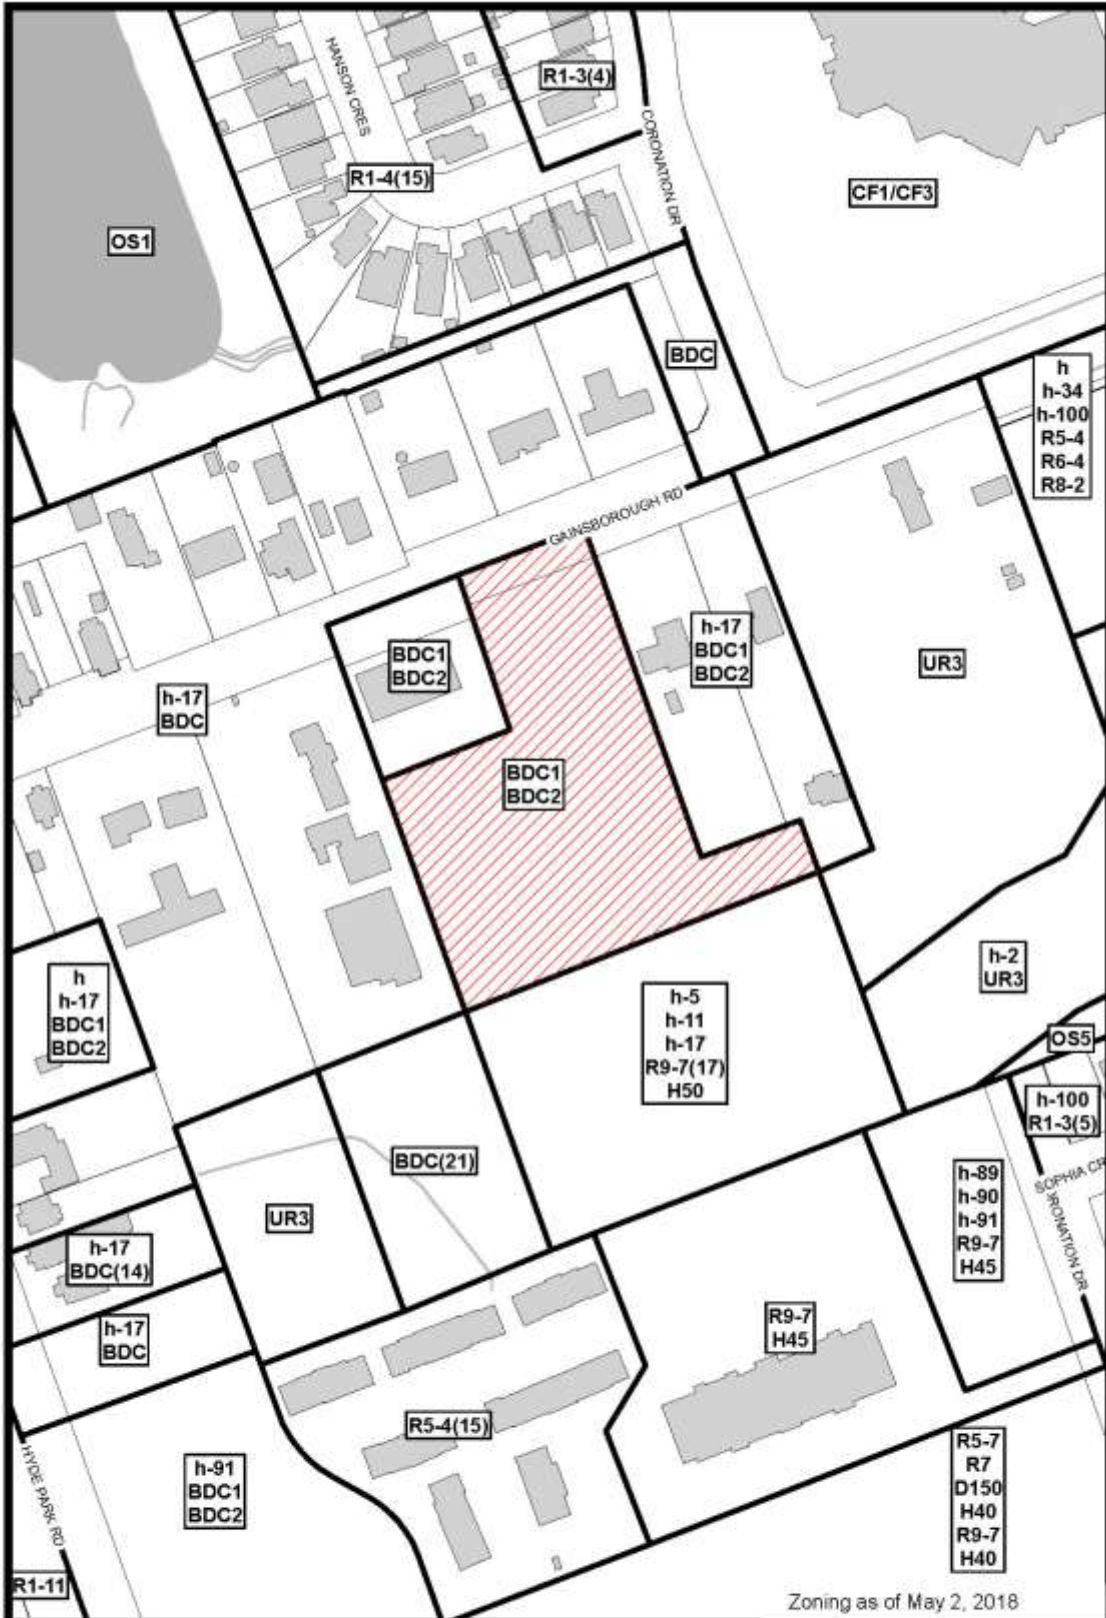 R1-3(4)
HANSON CRES
CORONATION DR
R1-4(15)
CF1/CF3
OS1
BDC
h
h-34
h-100
R5-4
R6-4
R8-2
GAINSBOROUGH RD
BDC1
BDC2
h-17
BDC1
BDC2
UR3
h-17
BDC
BDC1
BDC2
h
h-17
BDC1
BDC2
h-5
h-11
h-17
R9-7(17)
H50
h-2
UR3
OS5
h-100
R1-3(5)
BDC(21)
UR3
h-89
h-90
h-91
R9-7
H45
SOPHIA CR
RONATION DR
h-17
BDC(14)
h-17
BDC
R9-7
H45
R5-4(15)
HYDE PARK RD
h-91
BDC1
BDC2
R5-7
R7
D150
H40
R9-7
H40
R1-11
Zoning as of May 2, 2018